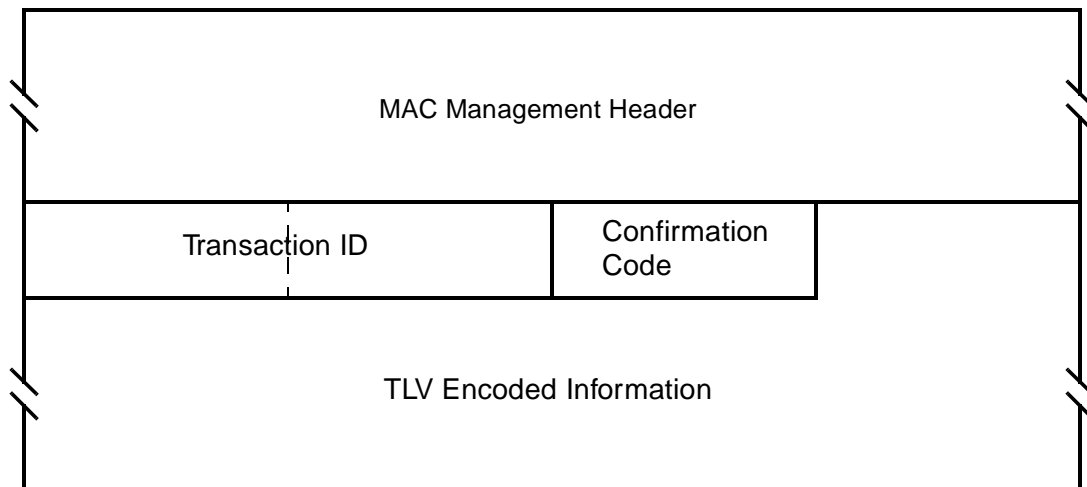 MAC Management Header
Transaction ID
Confirmation
Code
TLV Encoded Information